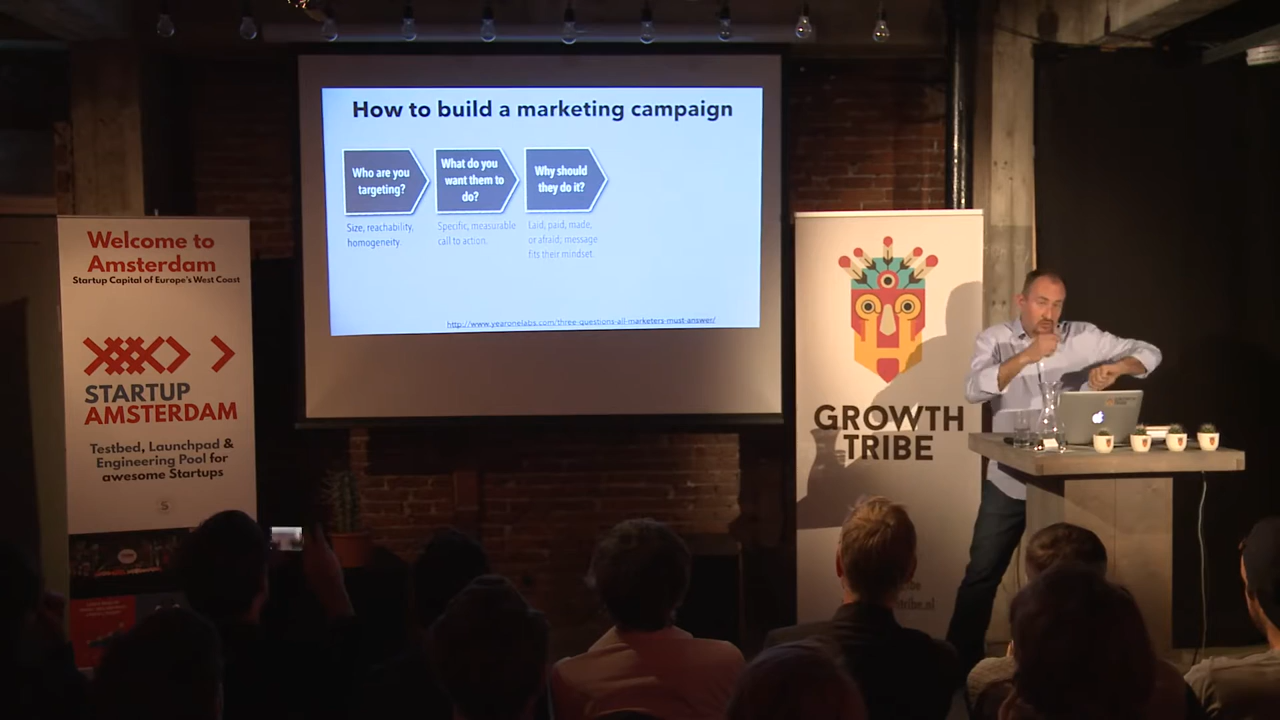 How to build a marketing campaign
Who are you
targeting?
What do you
want them to
do?
Why should
they do it?
Size, reachability,
homogeneity.
Specific, measurable
call to action.
Laid, paid, made,
or afraid; message
fits their mindset.
http://www.yearonelabs.com/three-questions-all-marketers-must-answer/
Welcome to
Amsterdam
Startup Capital of Europe's West Coast
STARTUP
AMSTERDAM
Testbed, Launchpad &
Engineering Pool for
awesome Startups
GROWTH
TRIBE